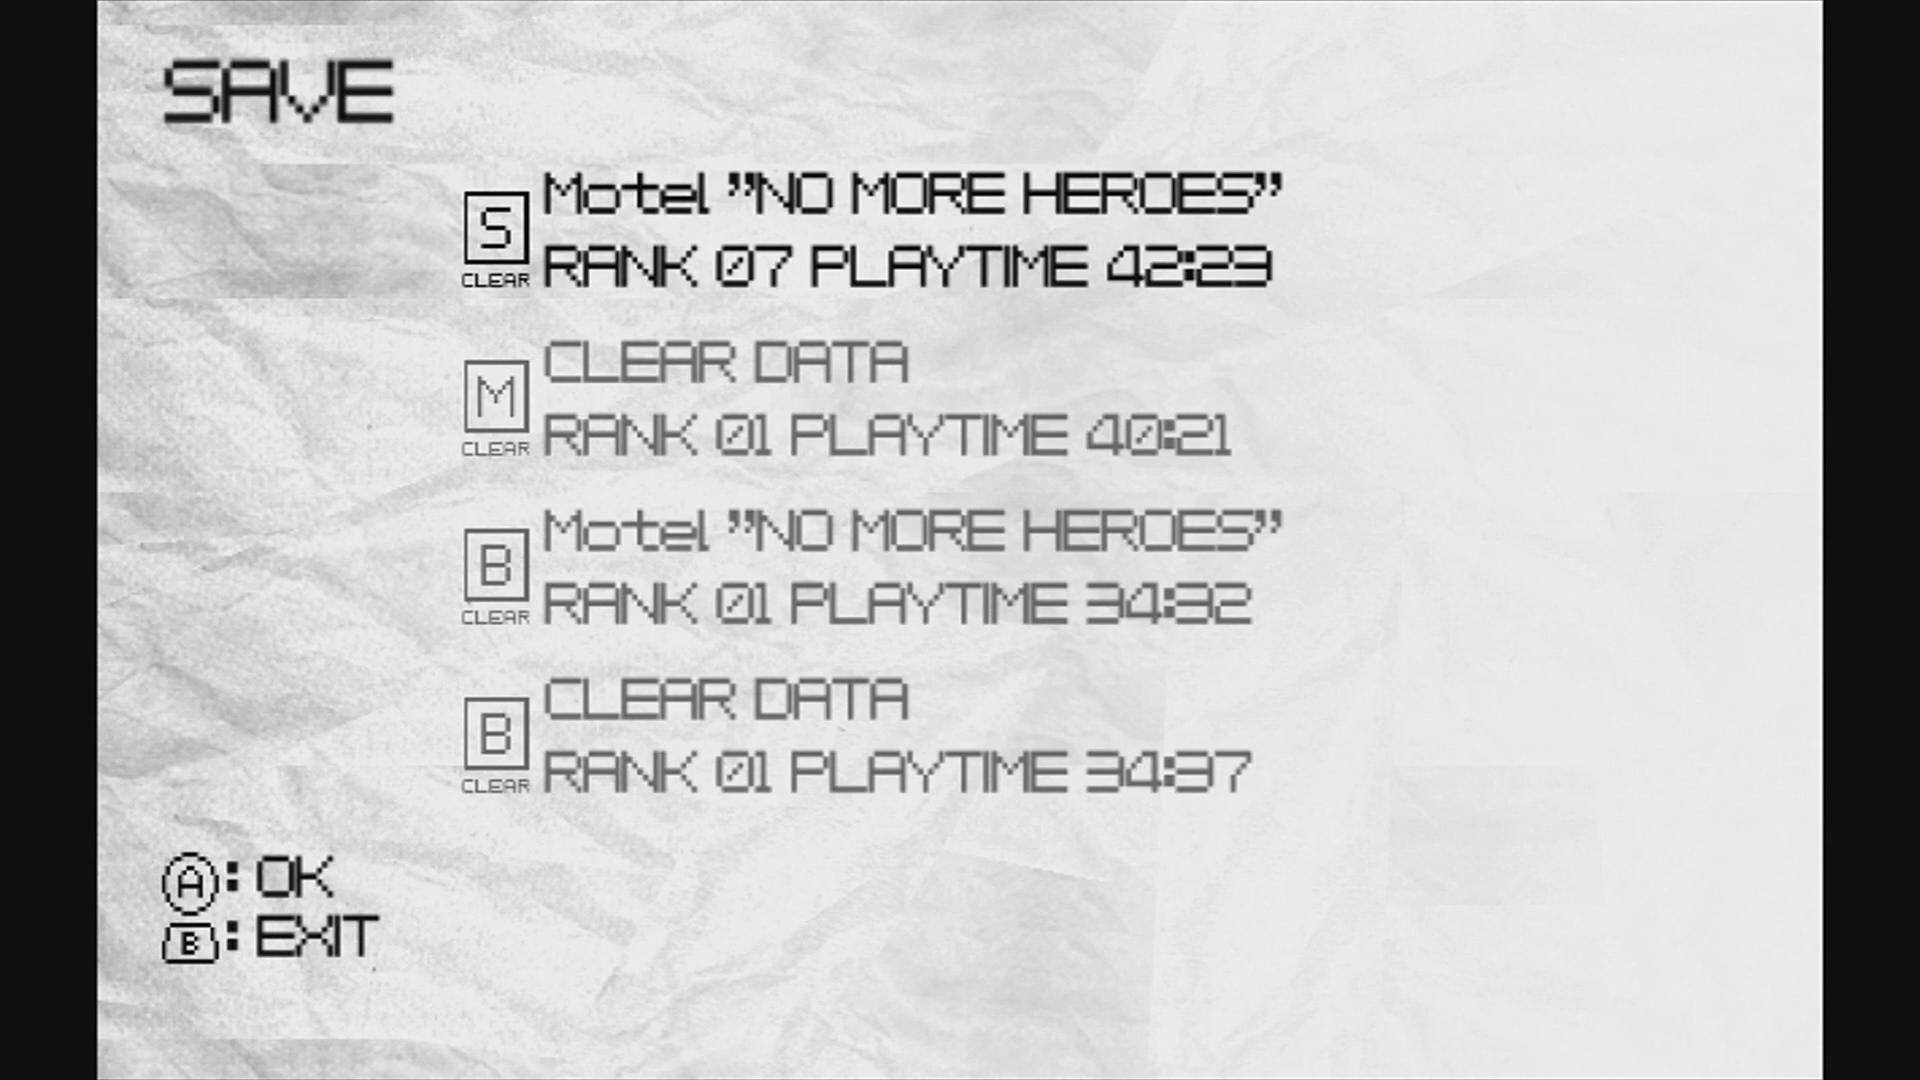 SAVE
S
CLEAR
Motel "NO MORE HEROES"
RANK 07 PLAYTIME 42:29
M
CLEAR
CLEAR DATA
RANK 01 PLAYTIME 40:21
B
CLEAR
Motel "NO MORE HEROES"
RANK 01 PLAYTIME 34:32
B
CLEAR
CLEAR DATA
RANK 01 PLAYTIME 34:37
A: OK
B: EXIT